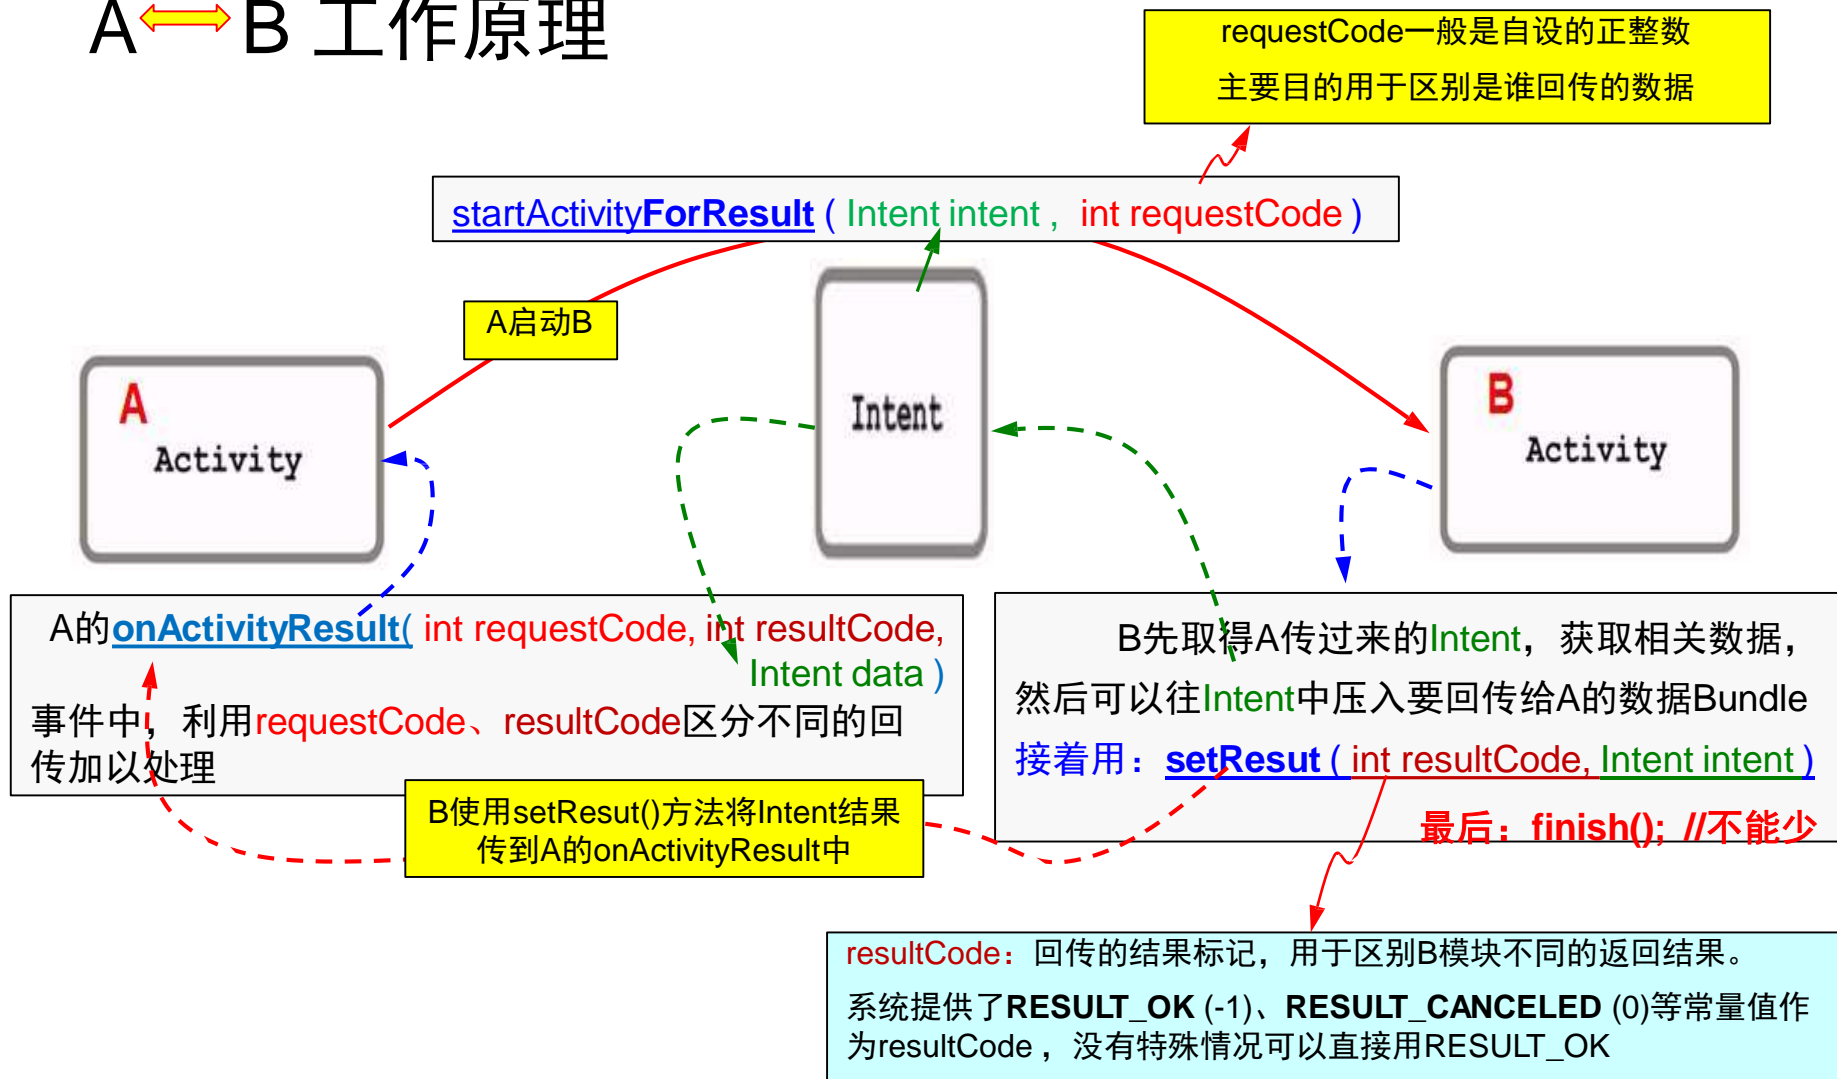 A B 工作原理
requestCode一般是自设的正整数
主要目的用于区别是谁回传的数据
startActivityForResult ( Intent intent , int requestCode )
A启动B
A
Activity
Intent
B
Activity
A的onActivityResult( int requestCode, int resultCode,
Intent data )
事件中，利用requestCode、resultCode区分不同的回
传加以处理
B先取得A传过来的Intent，获取相关数据，
然后可以往Intent中压入要回传给A的数据Bundle
接着用：setResut ( int resultCode, Intent intent )
最后：finish(); //不能少
B使用setResut()方法将Intent结果
传到A的onActivityResult中
resultCode：回传的结果标记，用于区别B模块不同的返回结果。
系统提供了RESULT_OK (-1)、RESULT_CANCELED (0)等常量值作
为resultCode ，没有特殊情况可以直接用RESULT_OK